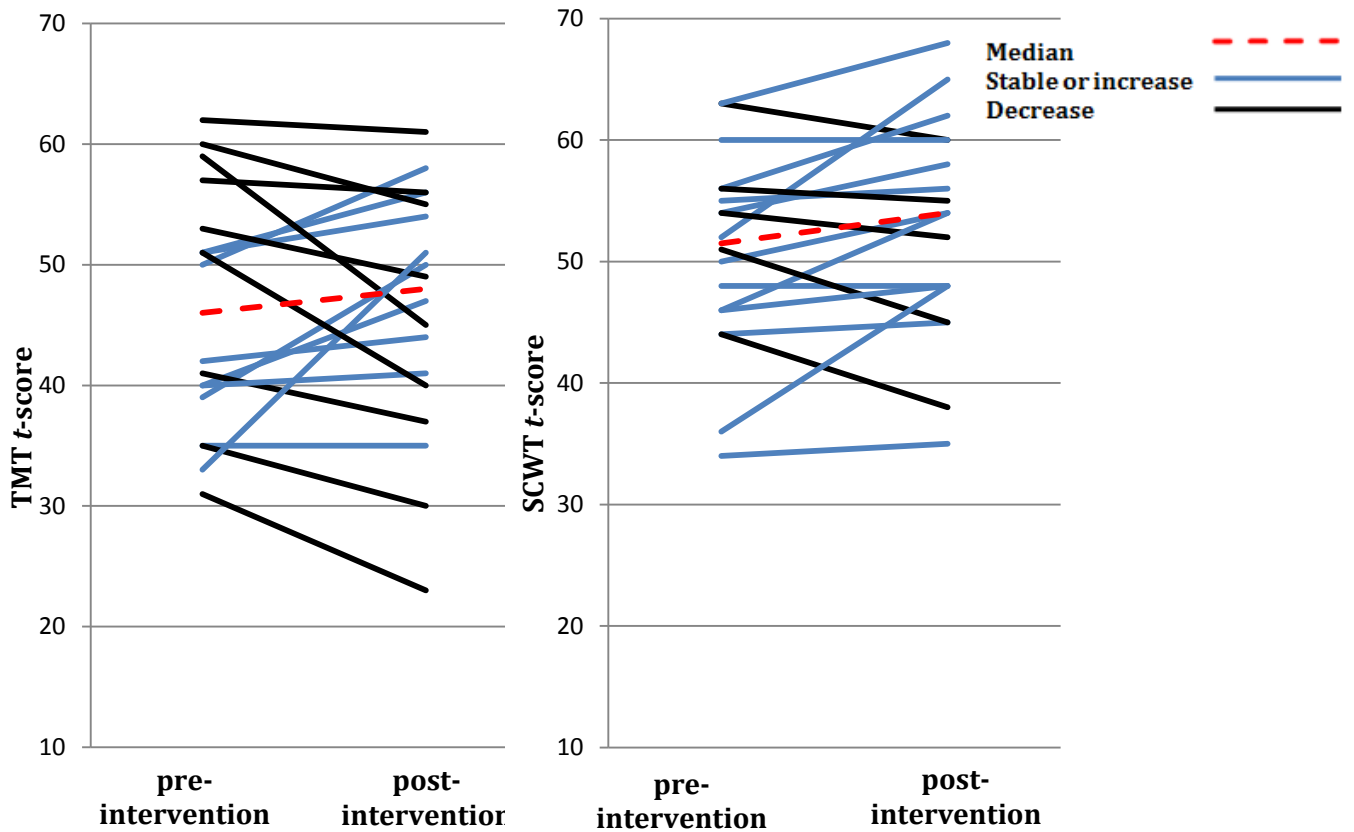 TMT t-score
70
60
50
40
30
20
10
pre-
intervention
post-
intervention
SCWT t-score
70
60
50
40
30
20
10
pre-
intervention
post-
intervention
Median
Stable or increase
Decrease